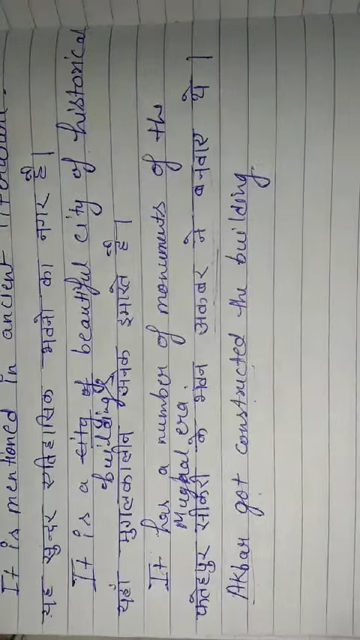 It is mentioned in ancient
यह सुन्दर ऐतिहासिक भवनो का नगर है।
It is a city of beautiful city of historical
buildings
यहां मुगलकालीन अनेक इमारते है।
It has a number of monuments of the
Mughal era.
फतेहपुर सीकरी के भवन अकबर ने बनवाए थे।
Akbar got constructed the building